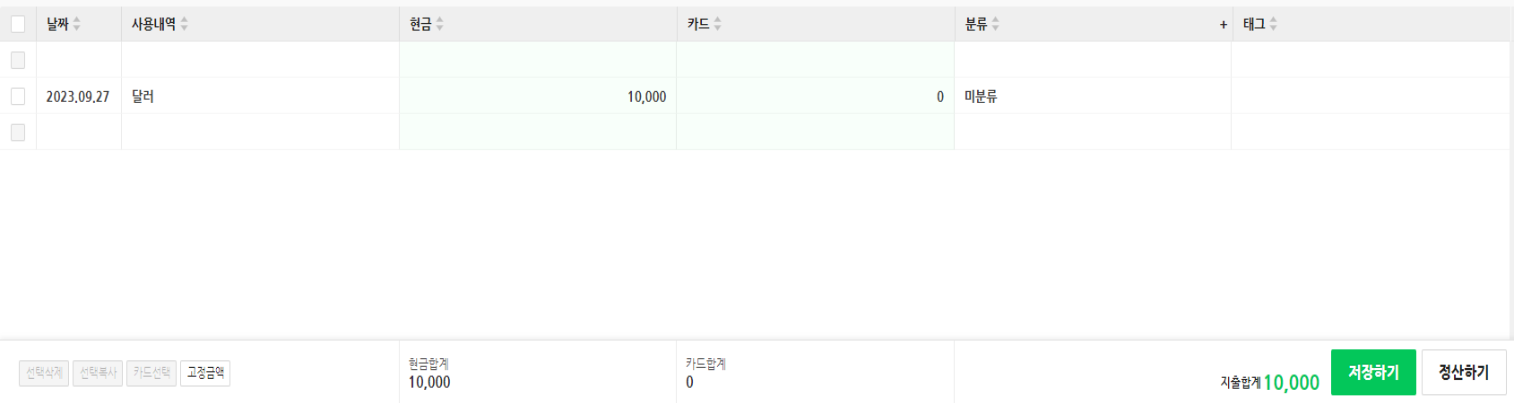 날짜 사용내역 현금 카드 분류 + 태그
2023.09.27 달러 10,000 0 미분류
선택삭제 선택복사 카드선택 고정금액
현금합계
10,000
카드합계
0
지출합계 10,000
저장하기 정산하기